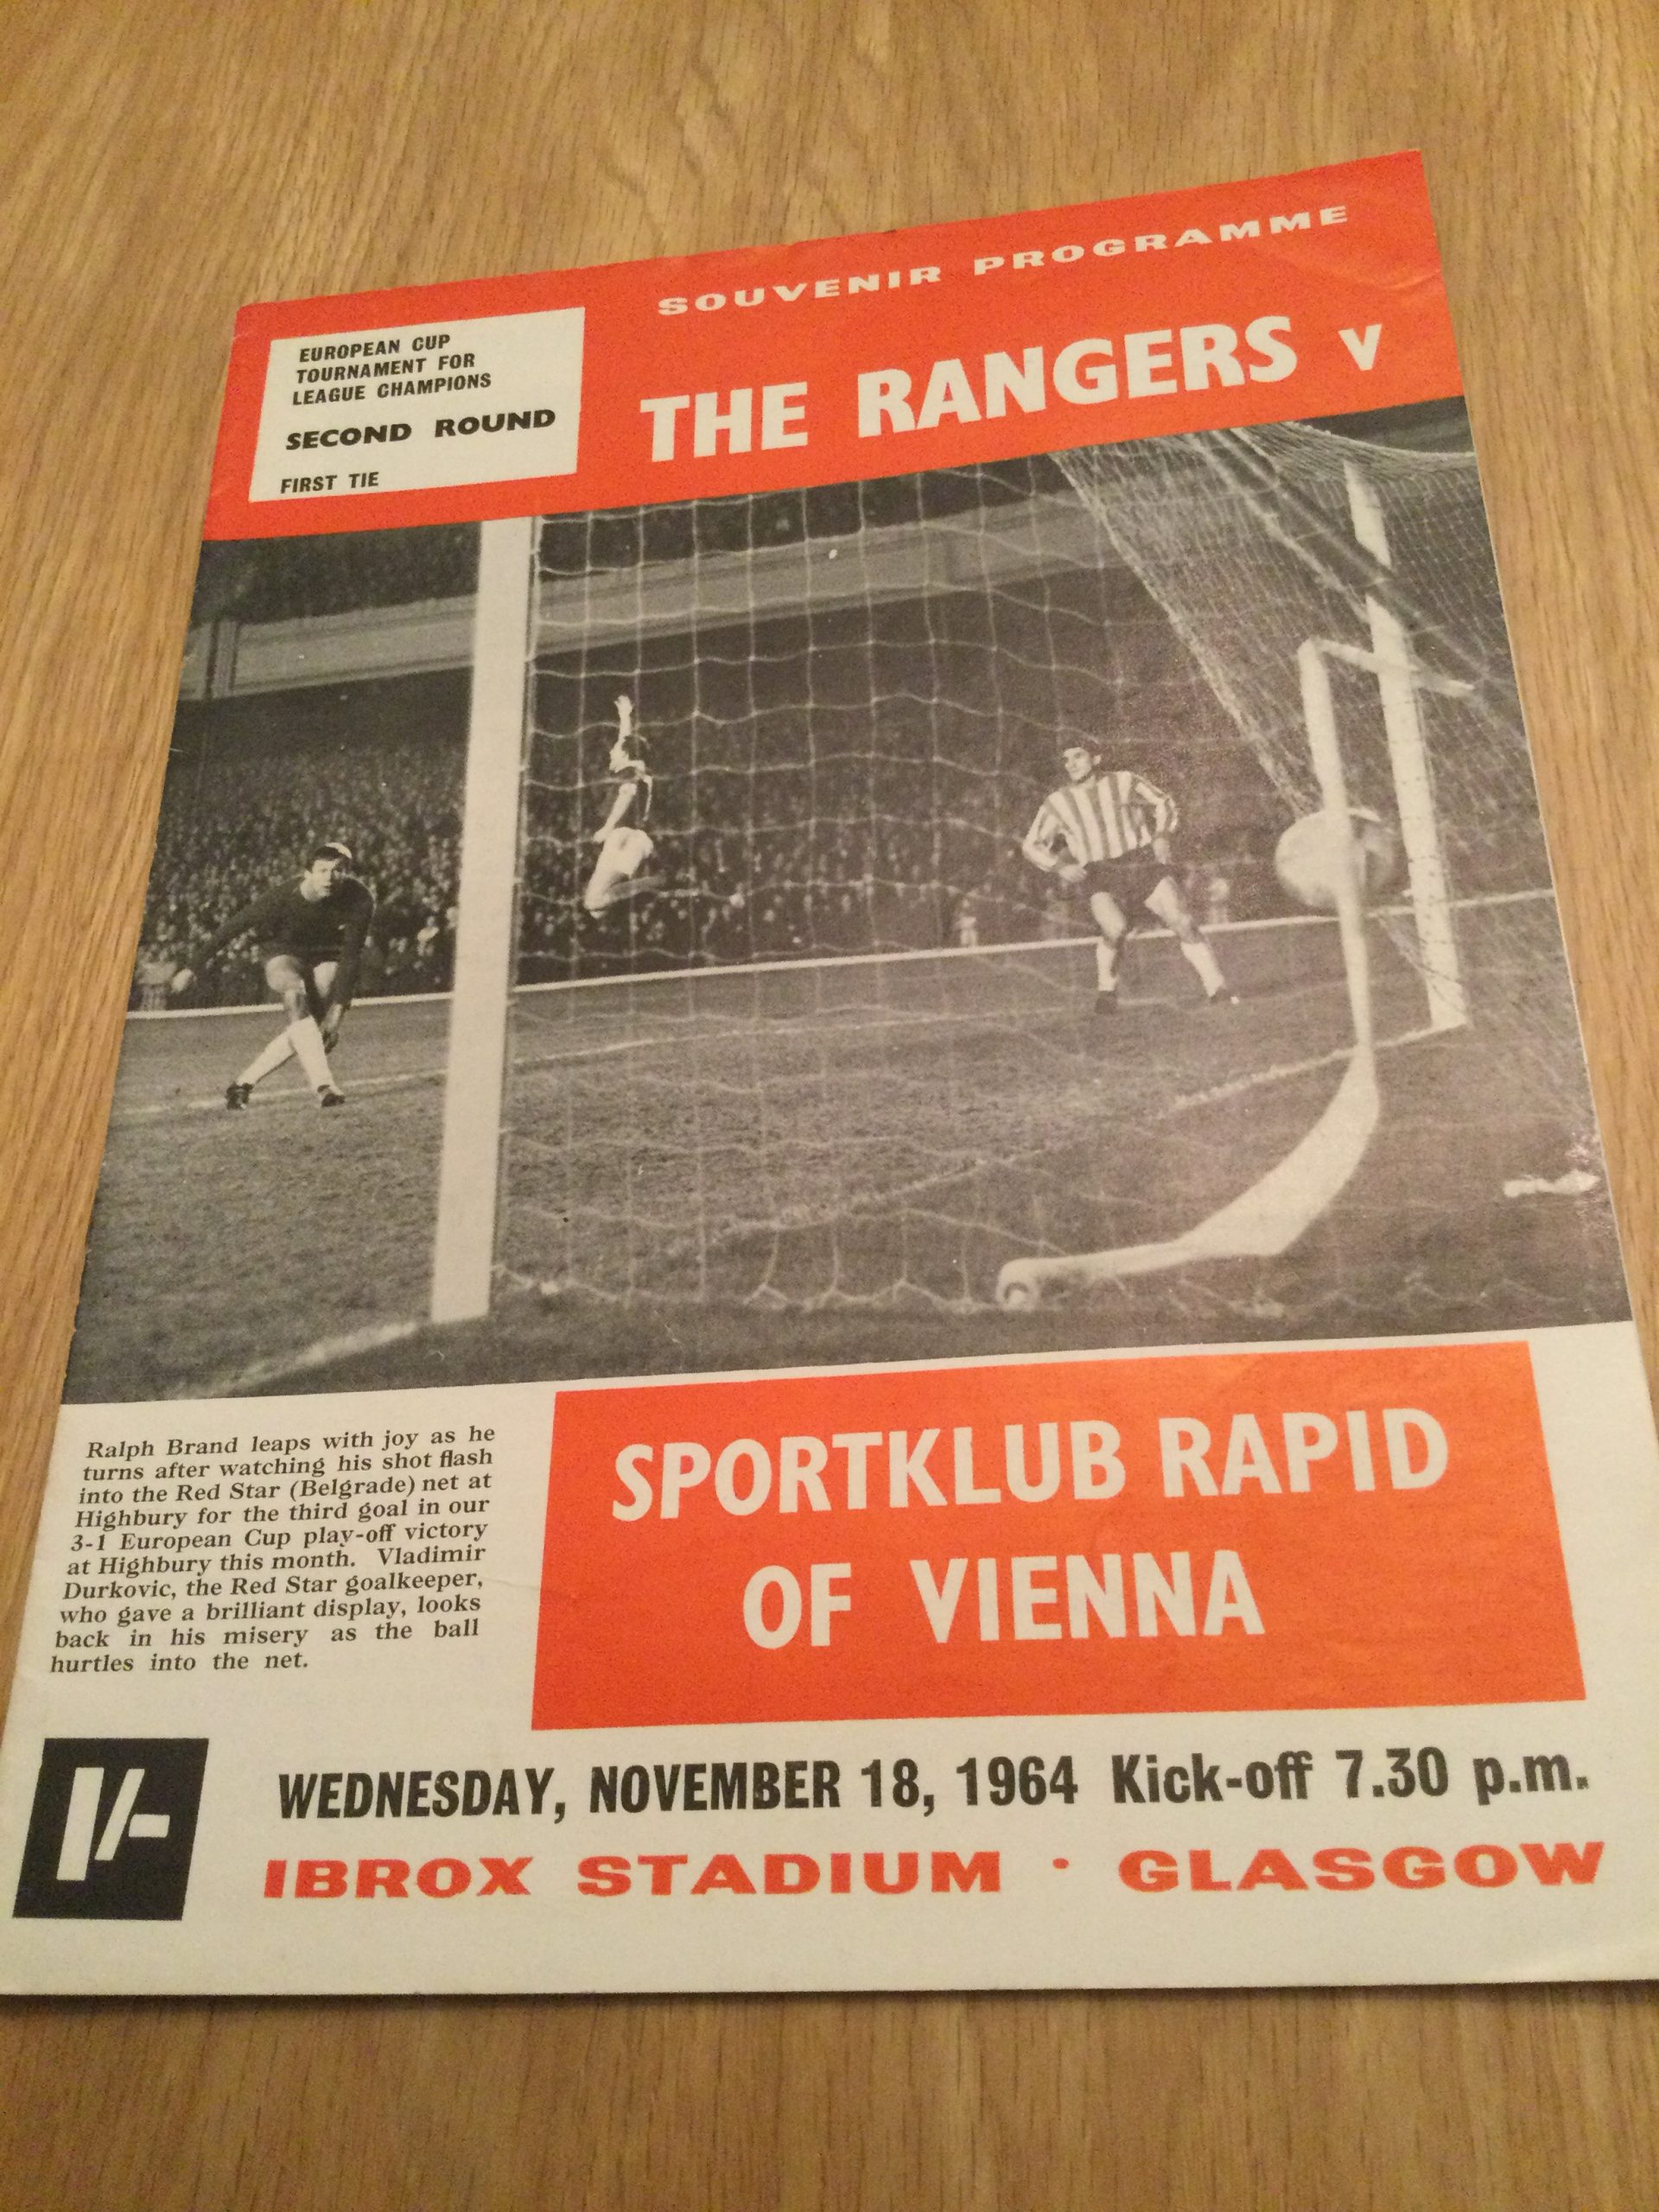 SOUVENIR PROGRAMME
EUROPEAN CUP
TOURNAMENT FOR
LEAGUE CHAMPIONS
SECOND ROUND
FIRST TIE
THE RANGERS v
SPORTKLUB RAPID
OF VIENNA
Ralph Brand leaps with joy as he
turns after watching his shot flash
into the Red Star (Belgrade) net at
Highbury for the third goal in our
3-1 European Cup play-off victory
at Highbury this month. Vladimir
Durkovic, the Red Star goalkeeper,
who gave a brilliant display, looks
back in his misery as the ball
hurtles into the net.
1/-
WEDNESDAY, NOVEMBER 18, 1964 Kick-off 7.30 p.m.
IBROX STADIUM · GLASGOW